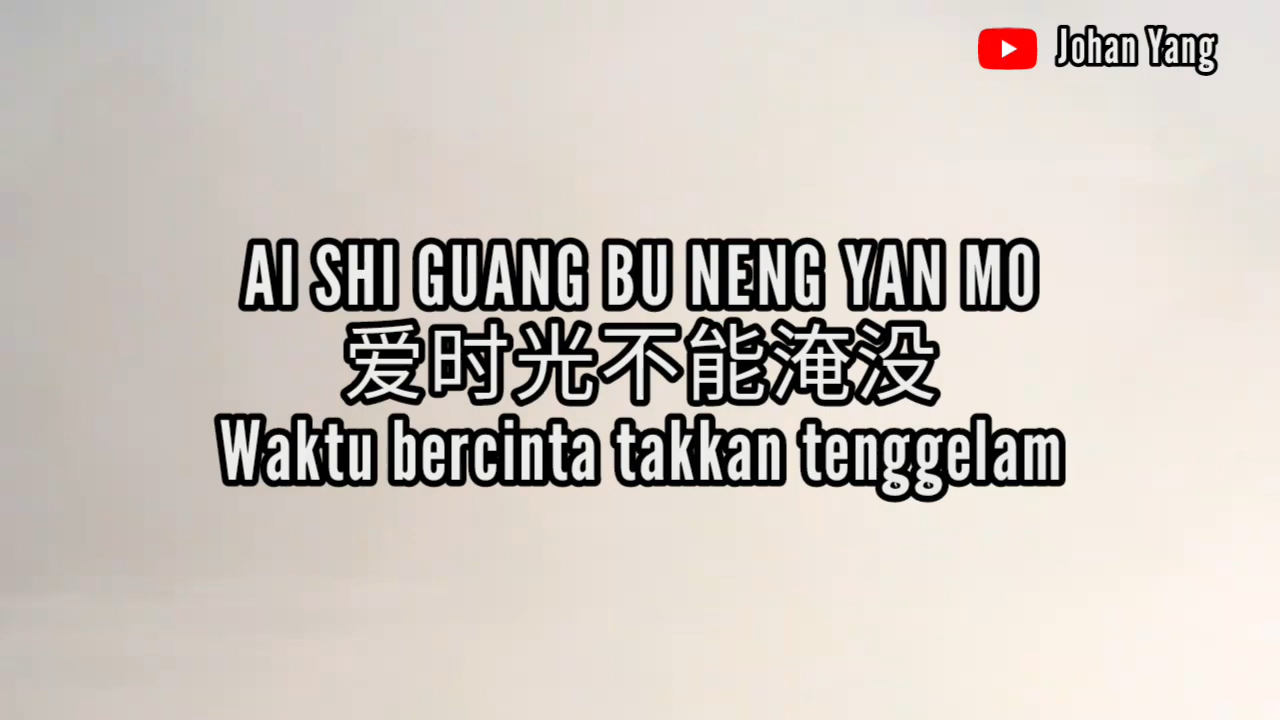 Johan Yang
AI SHI GUANG BU NENG YAN MO
爱时光不能淹没
Waktu bercinta takkan tenggelam